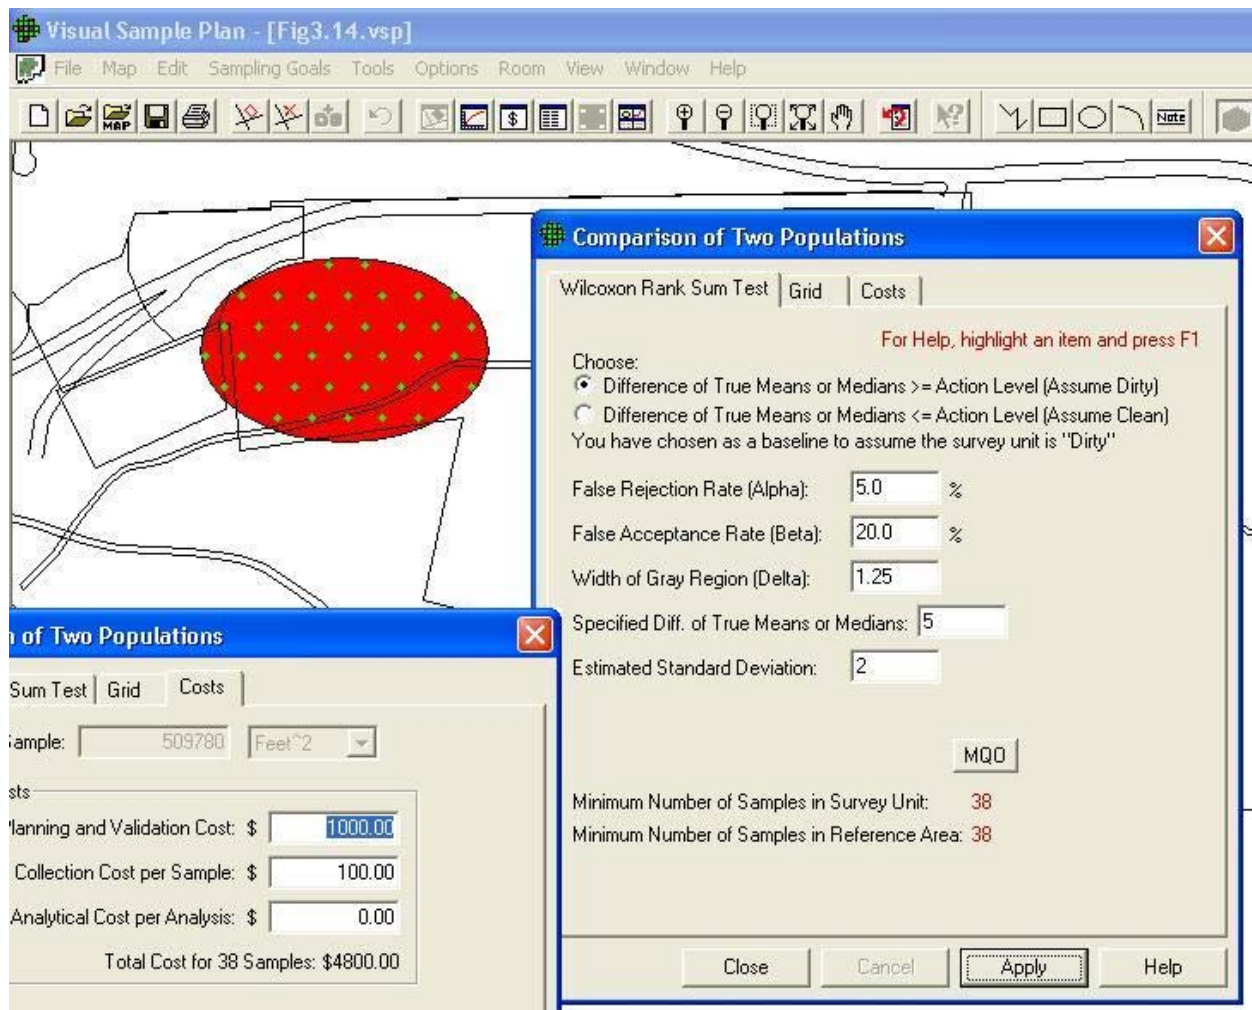 Visual Sample Plan - [Fig3.14.vsp]
File Map Edit Sampling Goals Tools Options Room View Window Help
MAP
$
Note
Comparison of Two Populations
Wilcoxon Rank Sum Test Grid Costs
For Help, highlight an item and press F1
Choose:
Difference of True Means or Medians >= Action Level (Assume Dirty)
Difference of True Means or Medians <= Action Level (Assume Clean)
You have chosen as a baseline to assume the survey unit is "Dirty"
False Rejection Rate (Alpha): 5.0 %
False Acceptance Rate (Beta): 20.0 %
Width of Gray Region (Delta): 1.25
Specified Diff. of True Means or Medians: 5
Estimated Standard Deviation: 2
MQO
Minimum Number of Samples in Survey Unit: 38
Minimum Number of Samples in Reference Area: 38
Close Cancel Apply Help
n of Two Populations
Sum Test Grid Costs
ample: 509780 Feet^2
sts
lanning and Validation Cost: $ 1000.00
Collection Cost per Sample: $ 100.00
Analytical Cost per Analysis: $ 0.00
Total Cost for 38 Samples: $4800.00